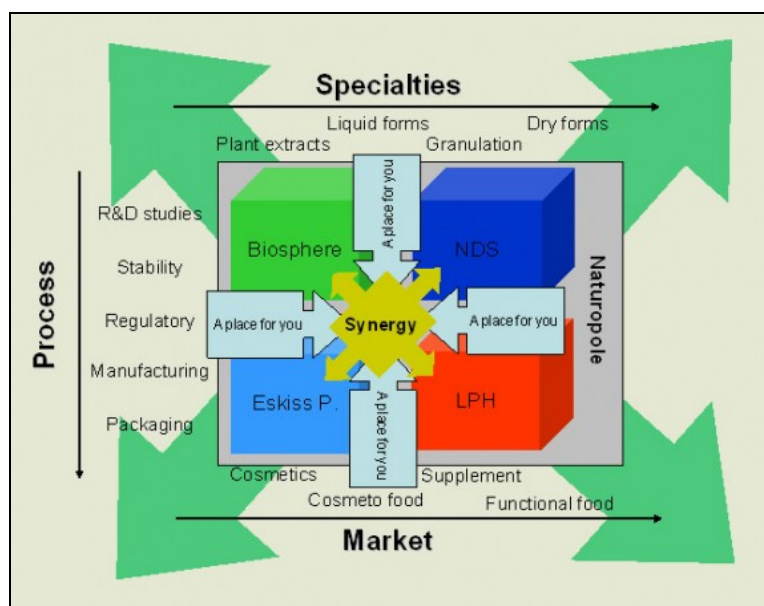 Specialties
Liquid forms
Dry forms
Plant extracts
Granulation
Process
R&D studies
Stability
Regulatory
Manufacturing
Packaging
Biosphere
A place for you
NDS
Naturopole
A place for you
Synergy
A place for you
Eskiss P.
A place for you
LPH
Cosmetics
Supplement
Cosmeto food
Functional food
Market